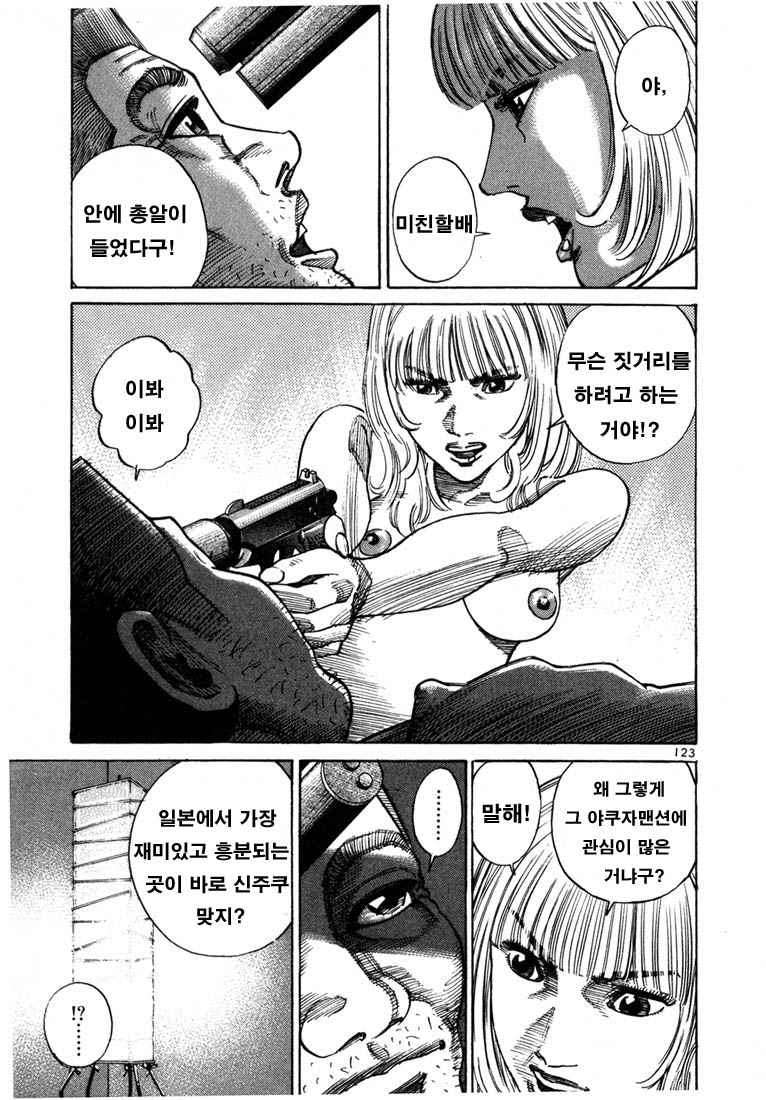 야,
미친할배
안에 총알이
들었다구!
무슨 짓거리를
하려고 하는
거야!?
이봐
이봐
123
왜 그렇게
그 야쿠자맨션에
관심이 많은
거냐구?
말해!
………
일본에서 가장
재미있고 흥분되는
곳이 바로 신주쿠
맞지?
!?……